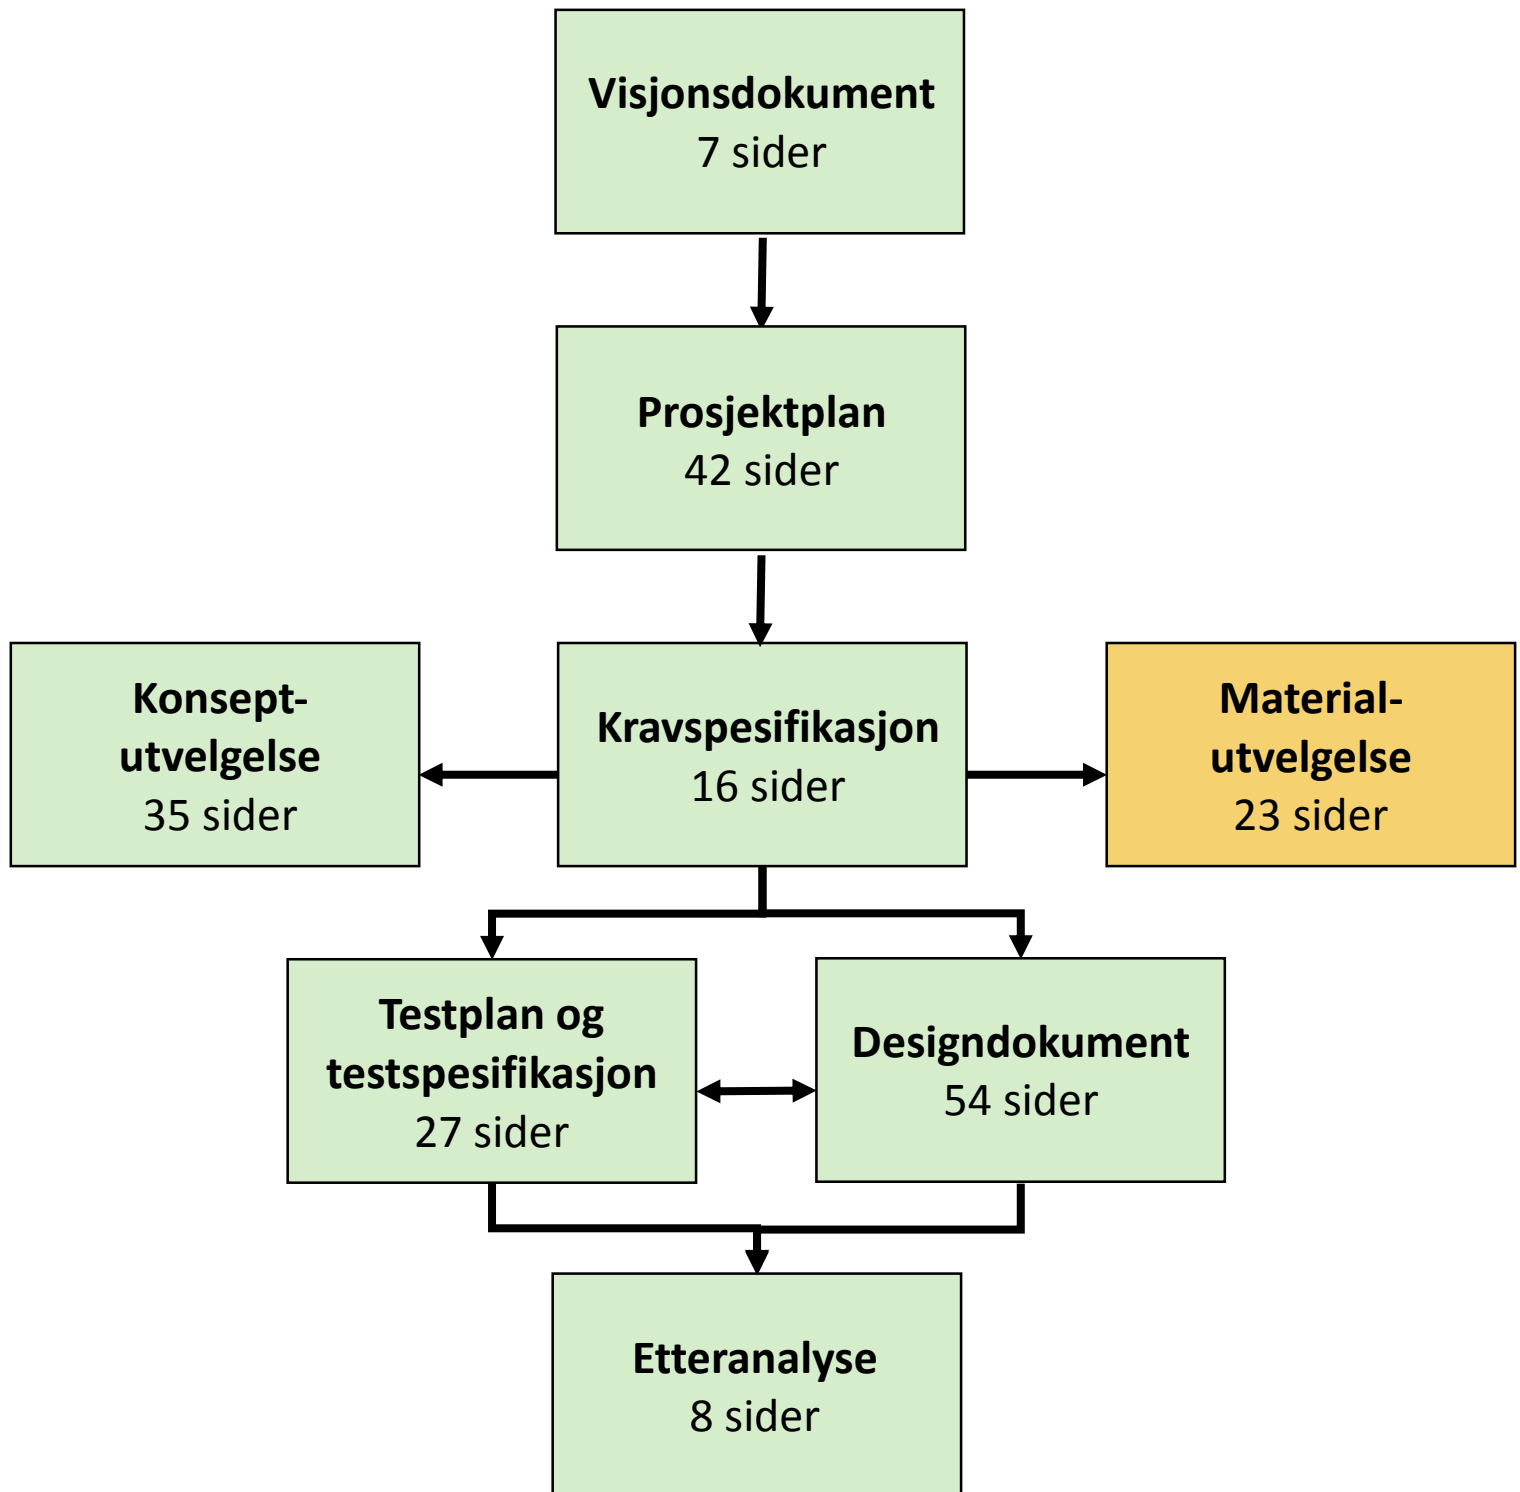 Visjonsdokument
7 sider
Prosjektplan
42 sider
Konsept-
utvelgelse
35 sider
Kravspesifikasjon
16 sider
Material-
utvelgelse
23 sider
Testplan og
testspesifikasjon
27 sider
Designdokument
54 sider
Etteranalyse
8 sider